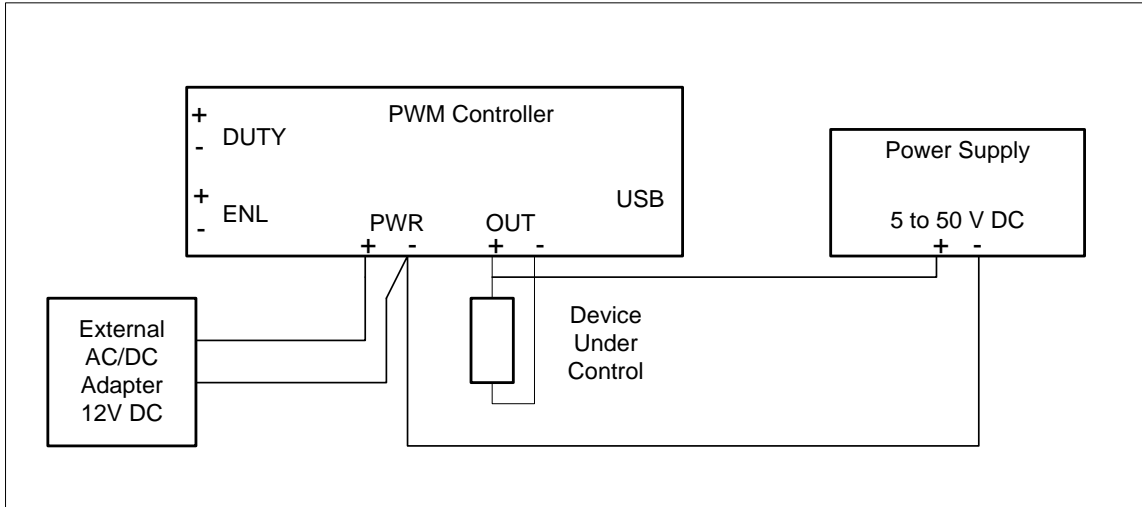 PWM Controller
+
DUTY
-
+
ENL
-
USB
PWR
OUT
+ -
+ -
Power Supply
5 to 50 V DC
+ -
External
AC/DC
Adapter
12V DC
Device
Under
Control